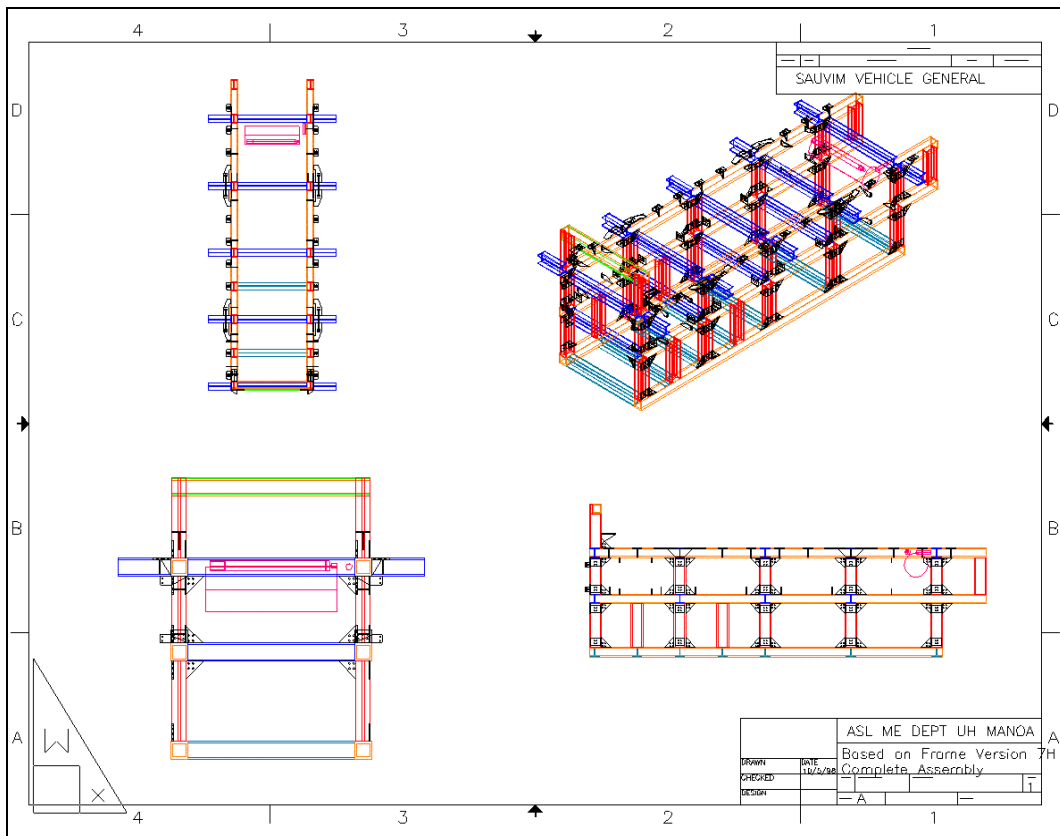 4 3 2 1
SAUVIM VEHICLE GENERAL
D D
C C
B B
A A
ASL ME DEPT UH MANOA
Based on Frame Version 7H
DRAWN DATE
10/5/98 Complete Assembly
CHECKED
1
DESIGN
A
X
4 3 2 1